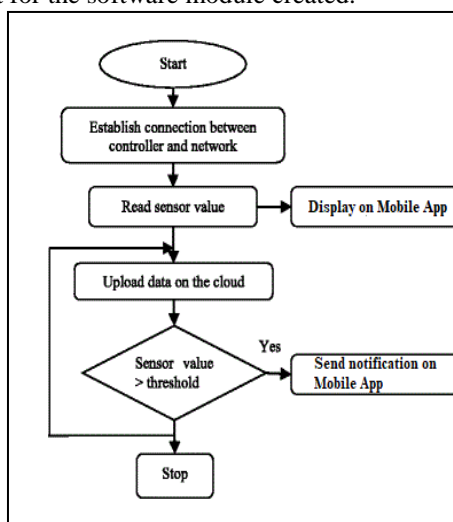 for the software module created.
Start
Establish connection between
controller and network
Read sensor value
Display on Mobile App
Upload data on the cloud
Sensor value
> threshold
Yes
Send notification on
Mobile App
Stop